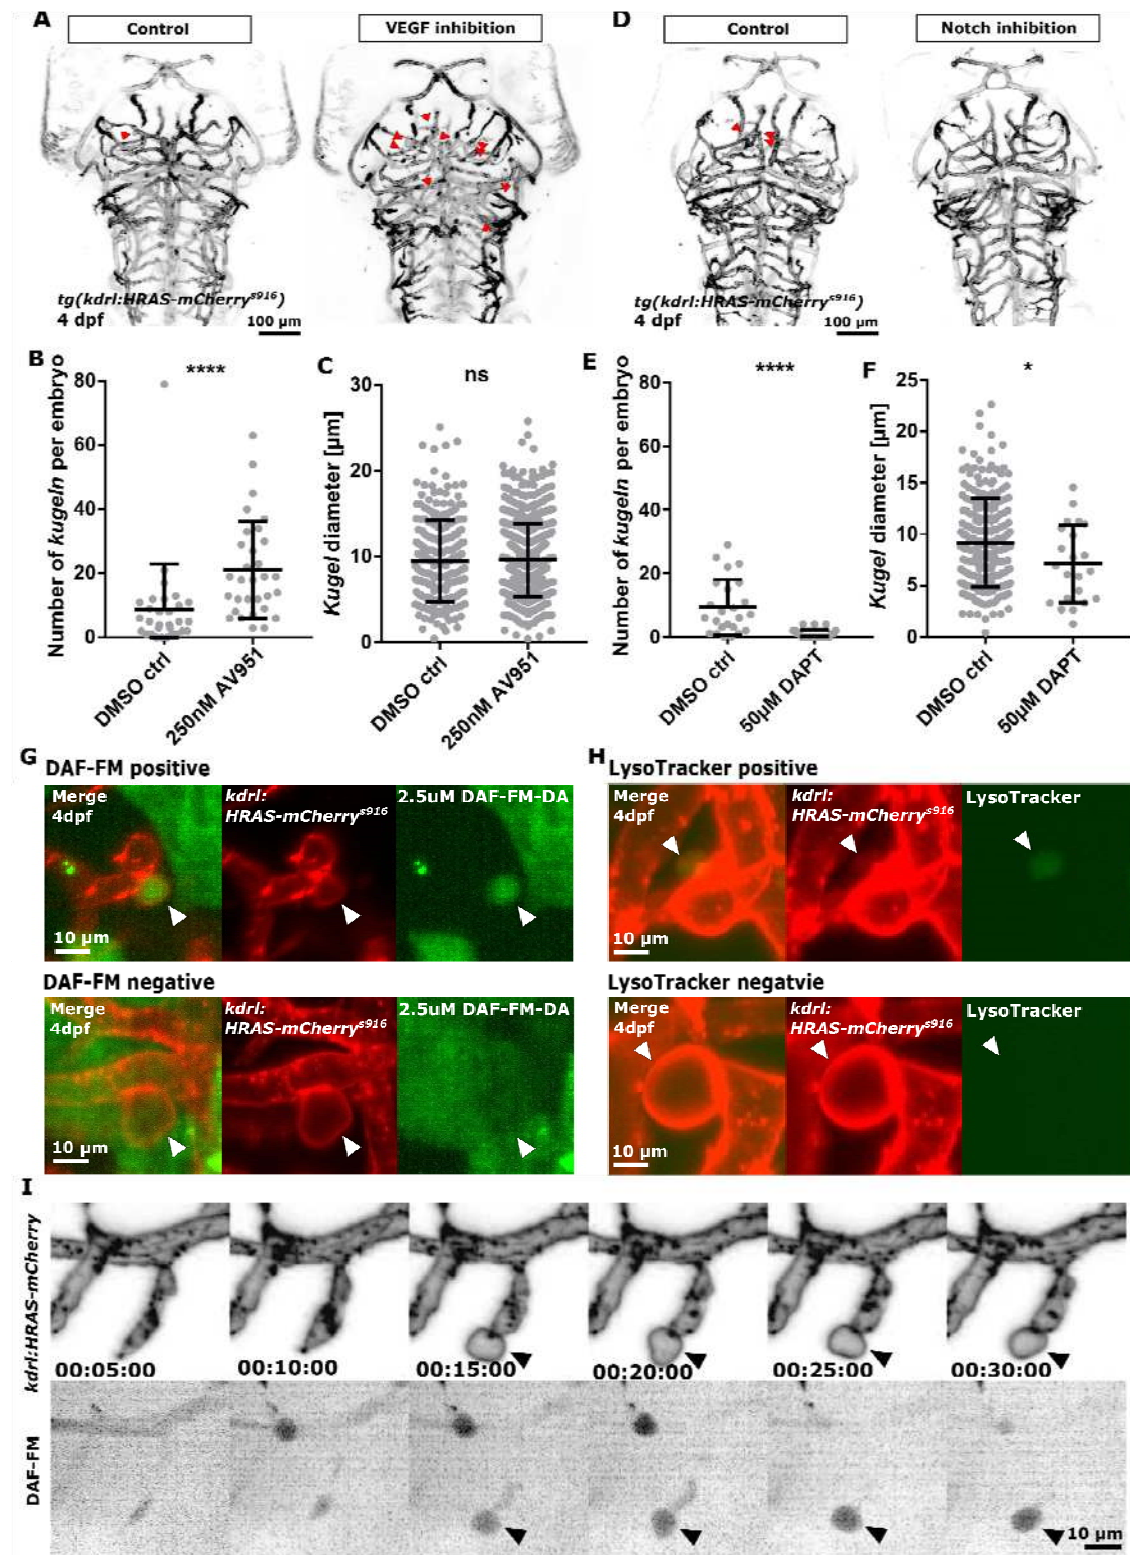 A
Control
VEGF inhibition
tg(kdrl:HRAS-mCherry^s916)
4 dpf
100 µm
D
Control
Notch inhibition
tg(kdrl:HRAS-mCherry^s916)
4 dpf
100 µm
B
Number of kugeln per embryo
****
80
60
40
20
0
DMSO ctrl
250nM AV951
C
Kugel diameter [µm]
ns
30
20
10
0
DMSO ctrl
250nM AV951
E
Number of kugeln per embryo
****
80
60
40
20
0
DMSO ctrl
50µM DAPT
F
Kugel diameter [µm]
*
25
20
15
10
5
0
DMSO ctrl
50µM DAPT
G
DAF-FM positive
Merge
4dpf
10 µm
kdrl:
HRAS-mCherry^s916
2.5uM DAF-FM-DA
DAF-FM negative
Merge
4dpf
10 µm
kdrl:
HRAS-mCherry^s916
2.5uM DAF-FM-DA
H
LysoTracker positive
Merge
4dpf
10 µm
kdrl:
HRAS-mCherry^s916
LysoTracker
LysoTracker negatvie
Merge
4dpf
10 µm
kdrl:
HRAS-mCherry^s916
LysoTracker
I
kdrl:HRAS-mCherry
00:05:00
00:10:00
00:15:00
00:20:00
00:25:00
00:30:00
DAF-FM
10 µm